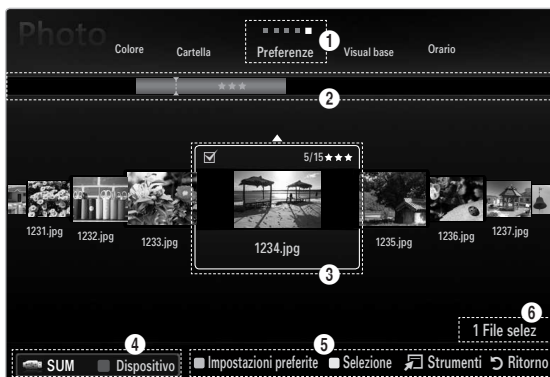 Photo
Colore Cartella Preferenze Visual base Orario
1
★★★
2
5/15★★★
1231.jpg 1232.jpg 1233.jpg 1234.jpg 1235.jpg 1236.jpg 1237.jpg
3
6
1 File selez
4 5
SUM Dispositivo Impostazioni preferite Selezione Strumenti Ritorno